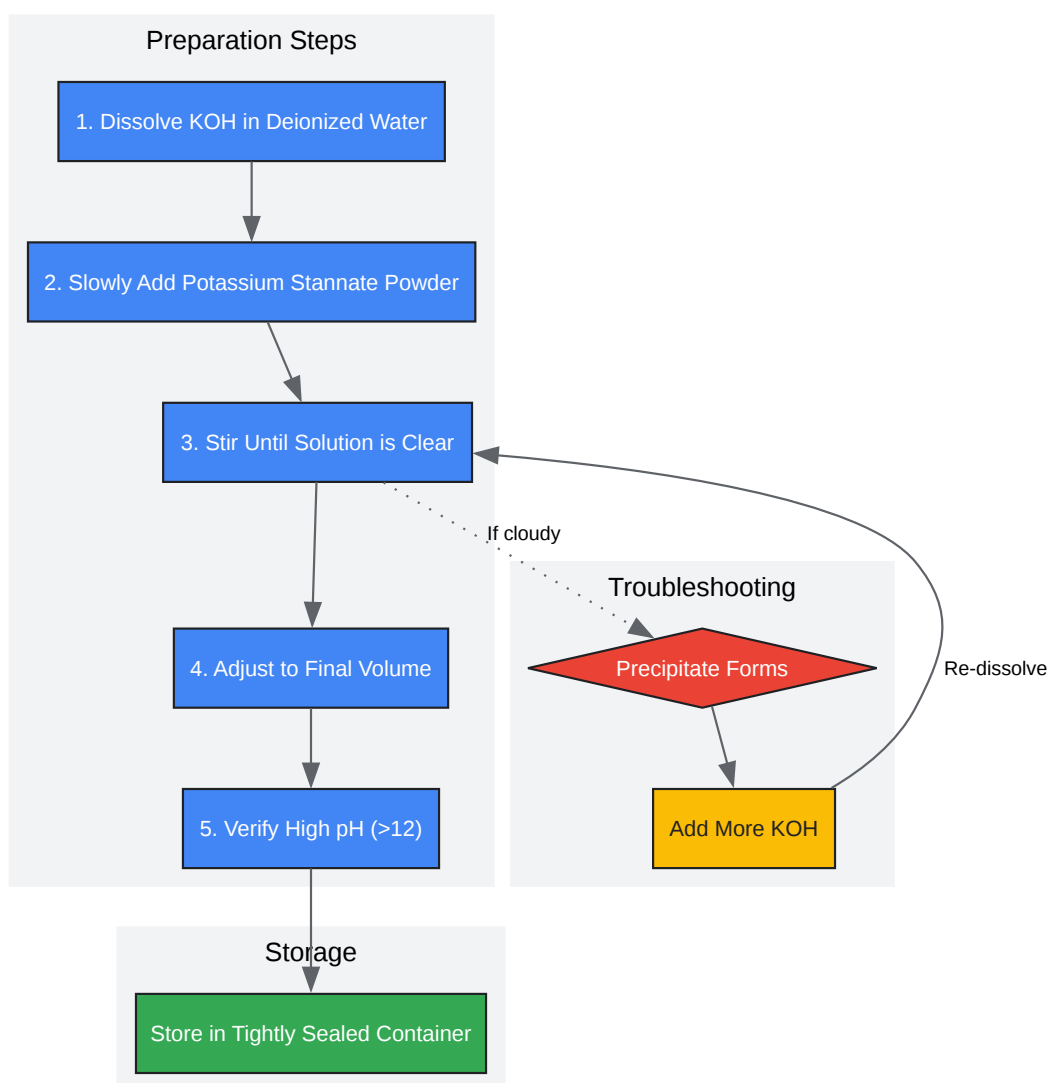 Preparation Steps
1. Dissolve KOH in Deionized Water
2. Slowly Add Potassium Stannate Powder
3. Stir Until Solution is Clear
If cloudy
Troubleshooting
Precipitate Forms
Re-dissolve
4. Adjust to Final Volume
Add More KOH
5. Verify High pH (>12)
Storage
Store in Tightly Sealed Container